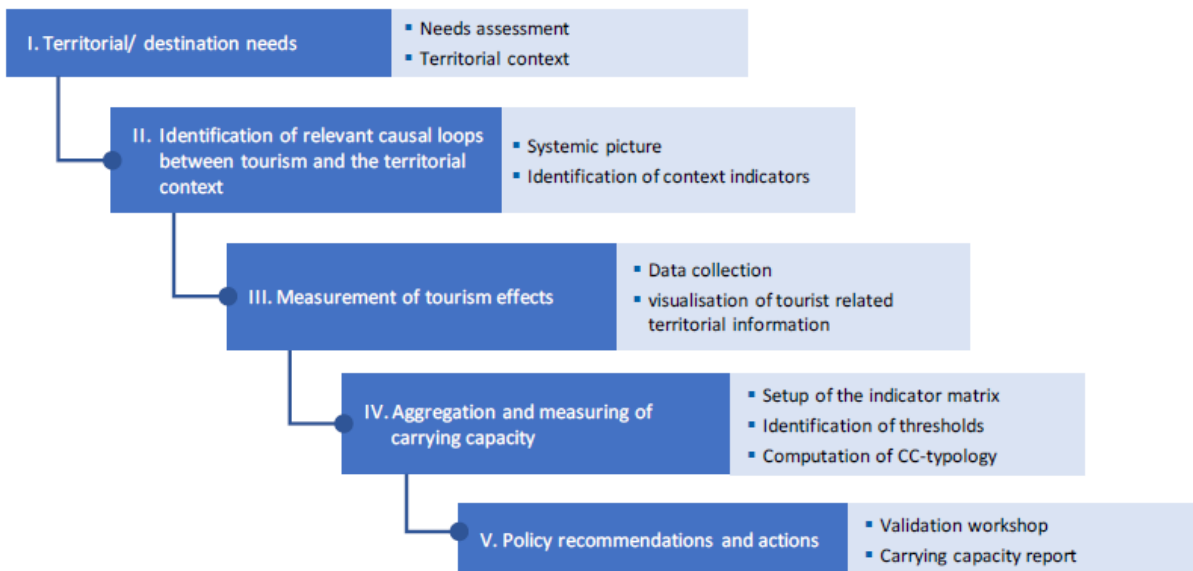 I. Territorial/ destination needs
▪ Needs assessment
▪ Territorial context
II. Identification of relevant causal loops
between tourism and the territorial
context
▪ Systemic picture
▪ Identification of context indicators
III. Measurement of tourism effects
▪ Data collection
▪ visualisation of tourist related
territorial information
IV. Aggregation and measuring of
carrying capacity
▪ Setup of the indicator matrix
▪ Identification of thresholds
▪ Computation of CC-typology
V. Policy recommendations and actions
▪ Validation workshop
▪ Carrying capacity report